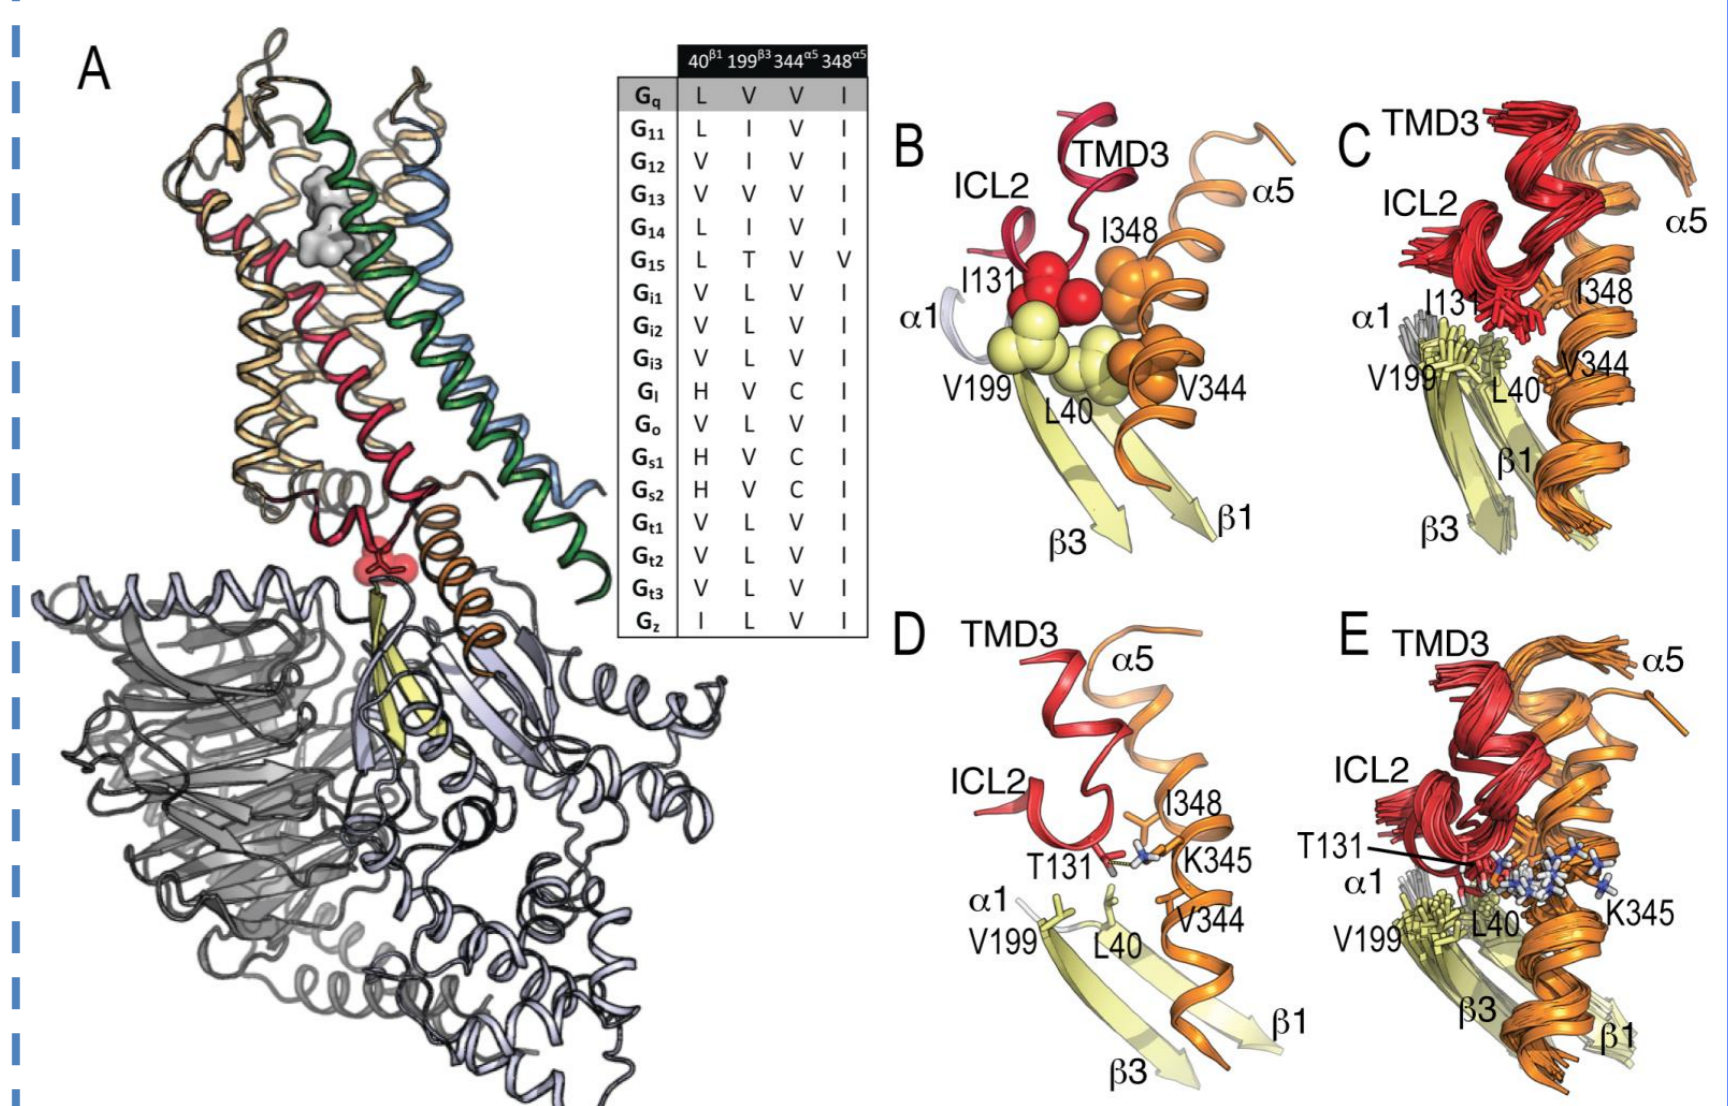 A
40β1 199β3 344α5 348α5
Gq L V V I
G11 L I V I
G12 V I V I
G13 V V V I
G14 L I V I
G15 L T V V
Gi1 V L V I
Gi2 V L V I
Gi3 V L V I
Gl H V C I
Go V L V I
Gs1 H V C I
Gs2 H V C I
Gt1 V L V I
Gt2 V L V I
Gt3 V L V I
Gz I L V I
B
TMD3
ICL2
α5
I348
I131
α1
V199
V344
L40
β1
β3
C
TMD3
ICL2
α5
I131
I348
α1
V199
L40
V344
β1
β3
D
TMD3
α5
ICL2
I348
T131
K345
α1
V199
L40
V344
β1
β3
E
TMD3
α5
ICL2
T131
α1
K345
V199
L40
β3
β1